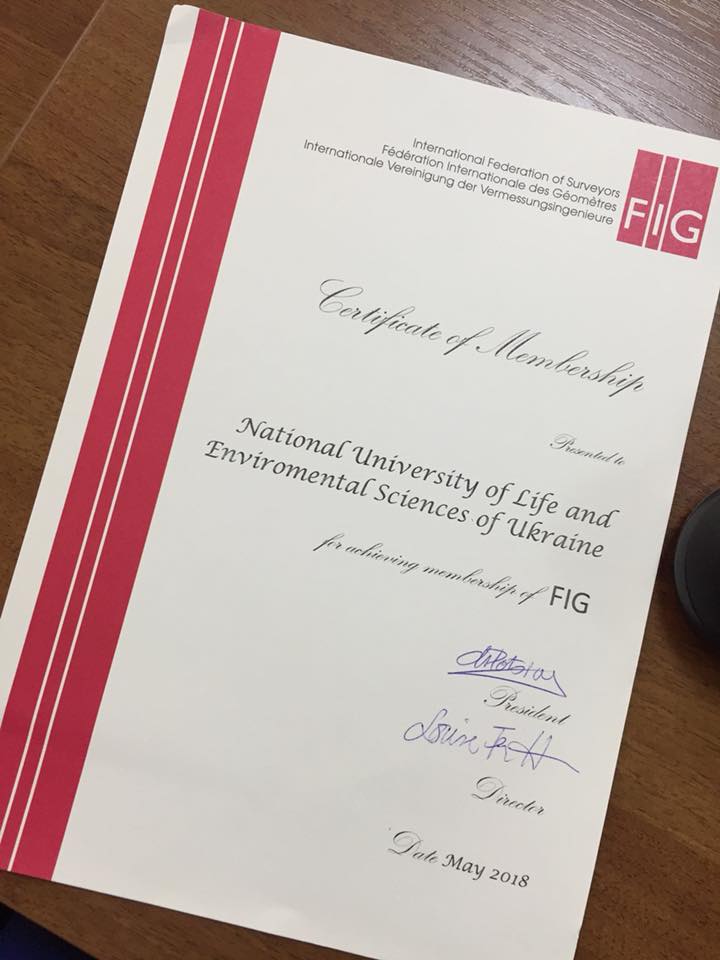 International Federation of Surveyors
Fédération Internationale des Géomètres
Internationale Vereinigung der Vermessungsingenieure
FIG
Certificate of Membership
Presented to
National University of Life and
Enviromental Sciences of Ukraine
for achieving membership of FIG
President
Louise
Director
Date May 2018